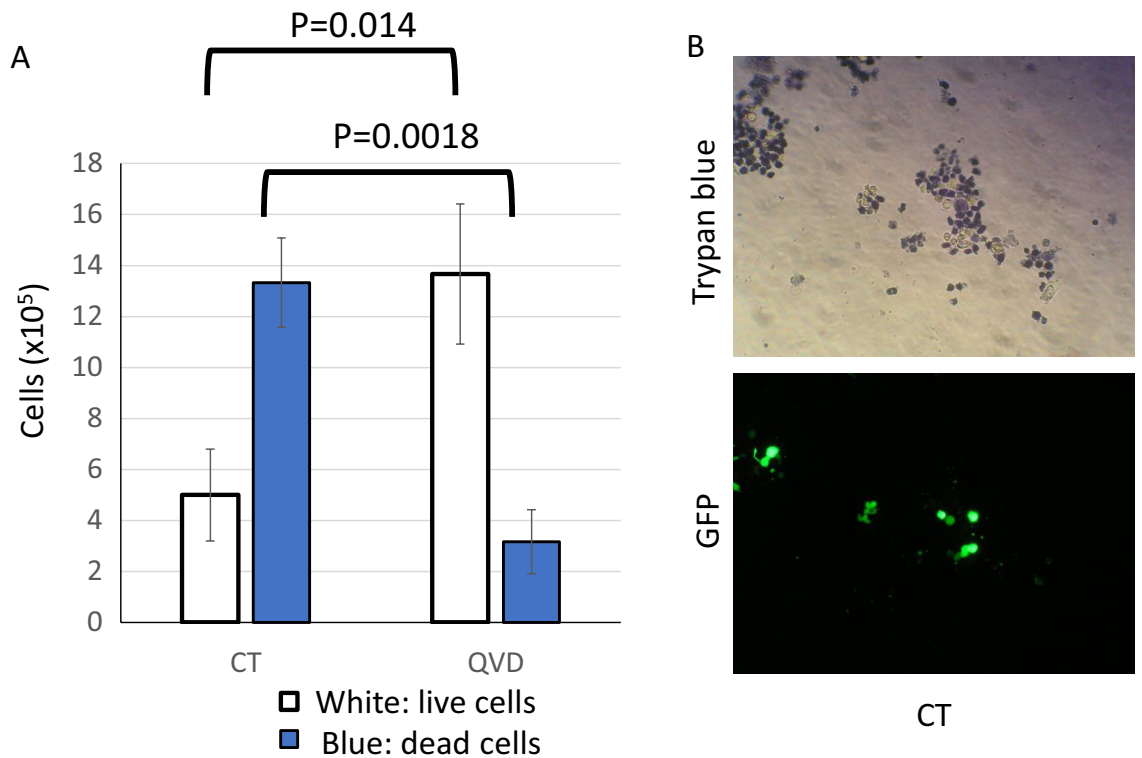 A
P=0.014
P=0.0018
Cells (x10⁵)
18
16
14
12
10
8
6
4
2
0
CT
QVD
White: live cells
Blue: dead cells
B
Trypan blue
GFP
CT